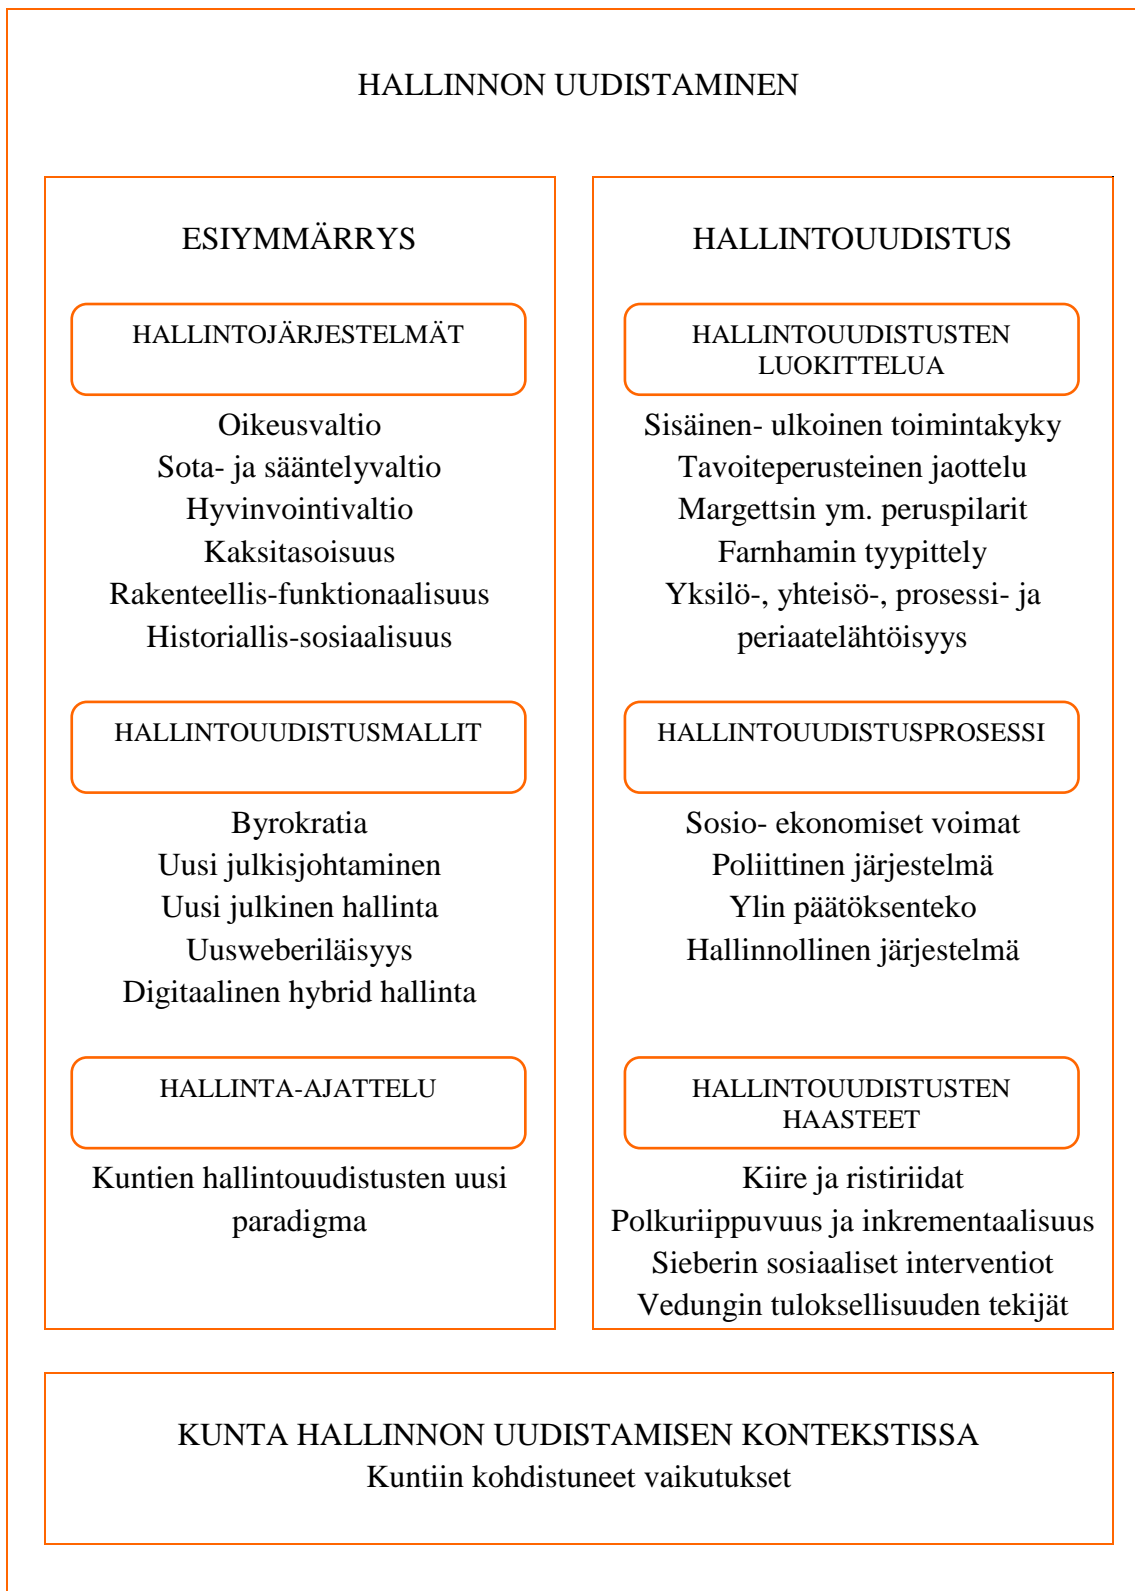 HALLINNON UUDISTAMINEN
ESIYMMÄRRYS
HALLINTOJÄRJESTELMÄT
Oikeusvaltio
Sota- ja sääntelyvaltio
Hyvinvointivaltio
Kaksitasoisuus
Rakenteellis-funktionaalisuus
Historiallis-sosiaalisuus
HALLINTOUUDISTUSMALLIT
Byrokratia
Uusi julkisjohtaminen
Uusi julkinen hallinta
Uusweberiläisyys
Digitaalinen hybrid hallinta
HALLINTA-AJATTELU
Kuntien hallintouudistusten uusi
paradigma
HALLINTOUUDISTUS
HALLINTOUUDISTUSTEN
LUOKITTELUA
Sisäinen- ulkoinen toimintakyky
Tavoiteperusteinen jaottelu
Margettsin ym. peruspilarit
Farnhamin tyypittely
Yksilö-, yhteisö-, prosessi- ja
periaatelähtöisyys
HALLINTOUUDISTUSPROSESSI
Sosio- ekonomiset voimat
Poliittinen järjestelmä
Ylin päätöksenteko
Hallinnollinen järjestelmä
HALLINTOUUDISTUSTEN
HAASTEET
Kiire ja ristiriidat
Polkuriippuvuus ja inkrementaalisuus
Sieberin sosiaaliset interventiot
Vedungin tuloksellisuuden tekijät
KUNTA HALLINNON UUDISTAMISEN KONTEKSTISSA
Kuntiin kohdistuneet vaikutukset